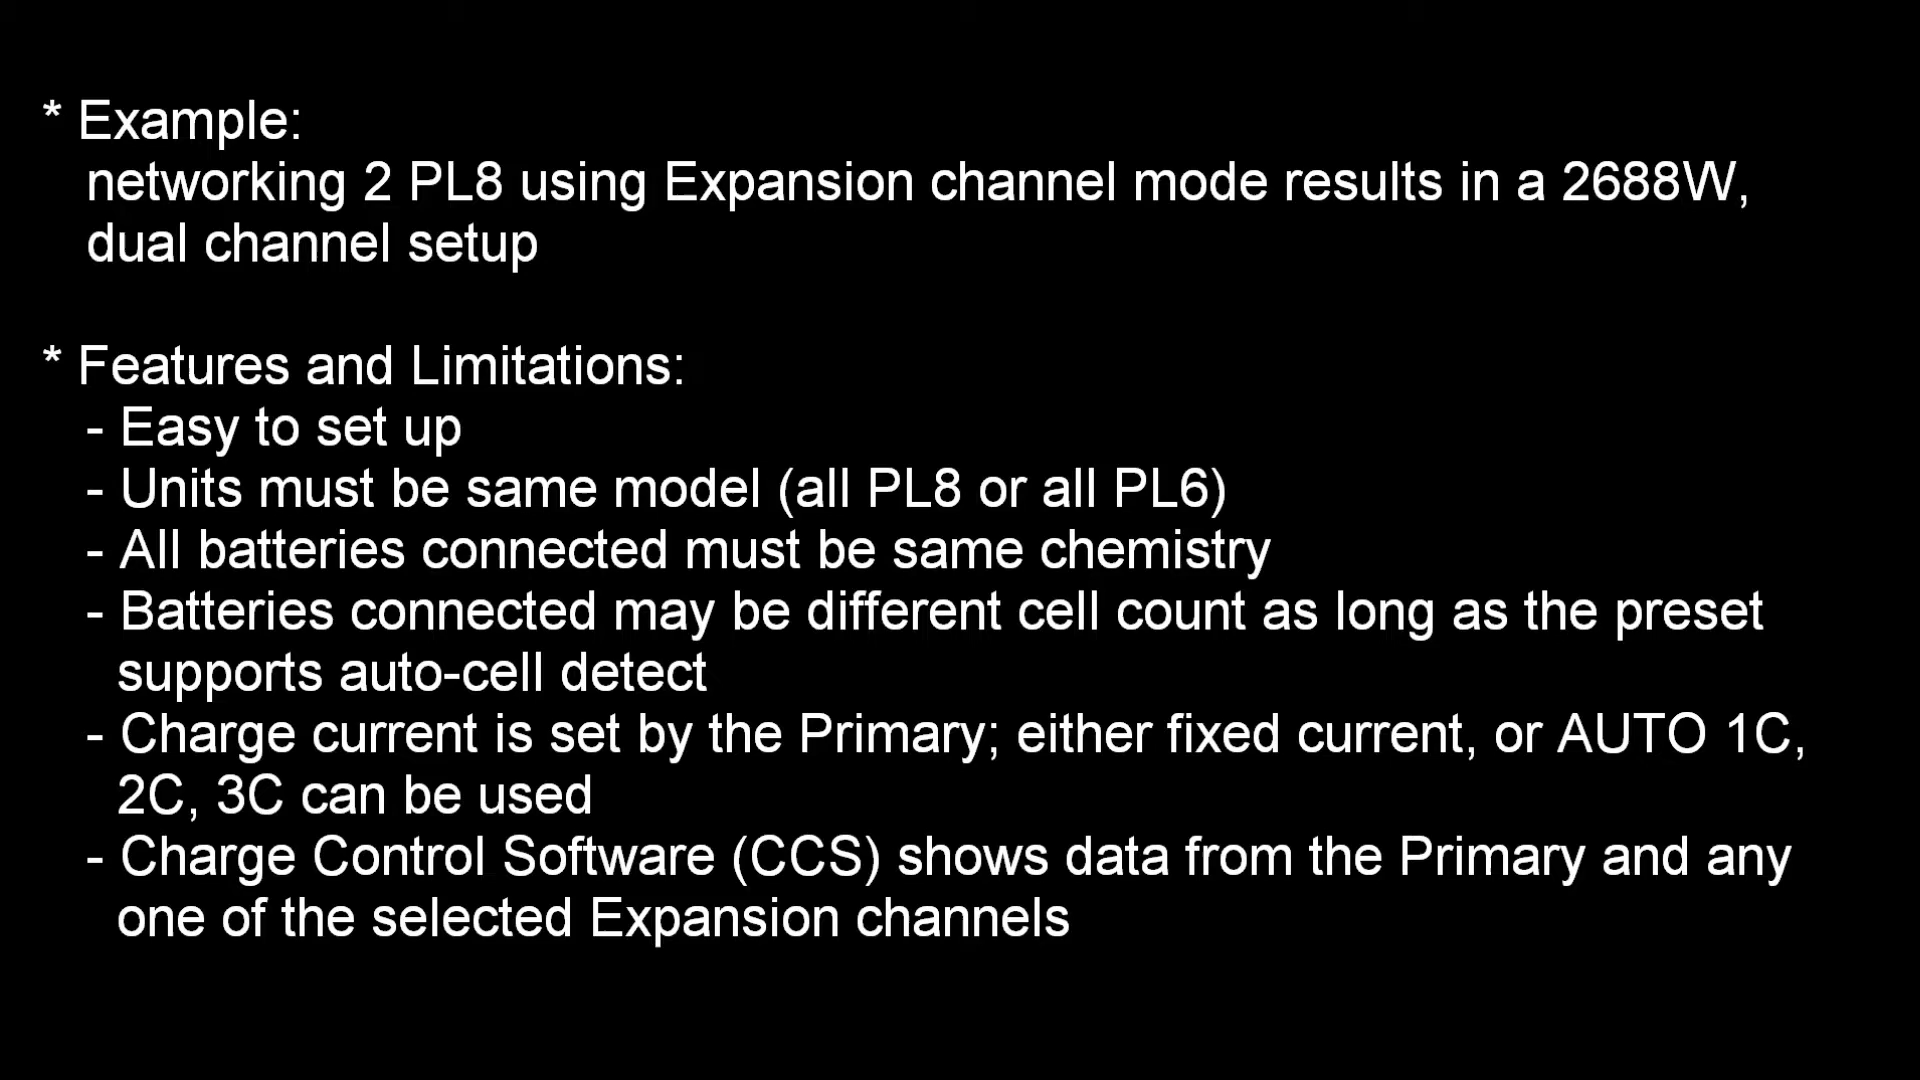 * Example:
networking 2 PL8 using Expansion channel mode results in a 2688W,
dual channel setup
* Features and Limitations:
- Easy to set up
- Units must be same model (all PL8 or all PL6)
- All batteries connected must be same chemistry
- Batteries connected may be different cell count as long as the preset
supports auto-cell detect
- Charge current is set by the Primary; either fixed current, or AUTO 1C,
2C, 3C can be used
- Charge Control Software (CCS) shows data from the Primary and any
one of the selected Expansion channels